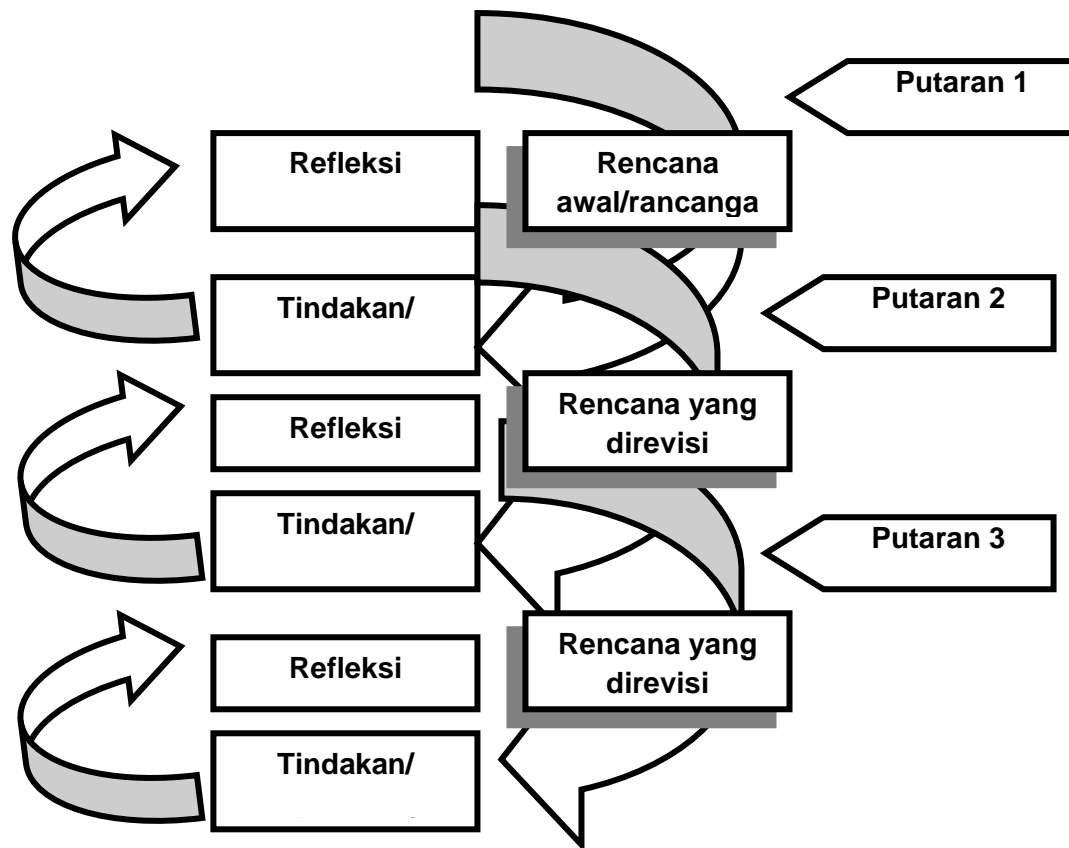 Putaran 1
Refleksi
Rencana
awal/rancanga
Tindakan/
Putaran 2
Refleksi
Rencana yang
direvisi
Tindakan/
Putaran 3
Refleksi
Rencana yang
direvisi
Tindakan/